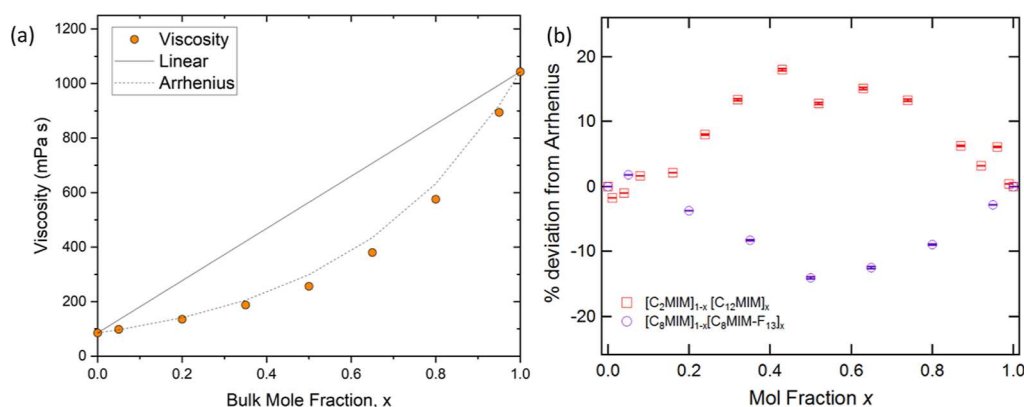 (a)
1200
1000
800
600
400
200
0
Viscosity (mPa s)
Viscosity
Linear
Arrhenius
0.0 0.2 0.4 0.6 0.8 1.0
Bulk Mole Fraction, x
(b)
20
10
0
-10
-20
% deviation from Arrhenius
[C₂MIM]₁₋ₓ [C₁₂MIM]ₓ
[C₈MIM]₁₋ₓ[C₈MIM-F₁₃]ₓ
0.0 0.2 0.4 0.6 0.8 1.0
Mol Fraction x